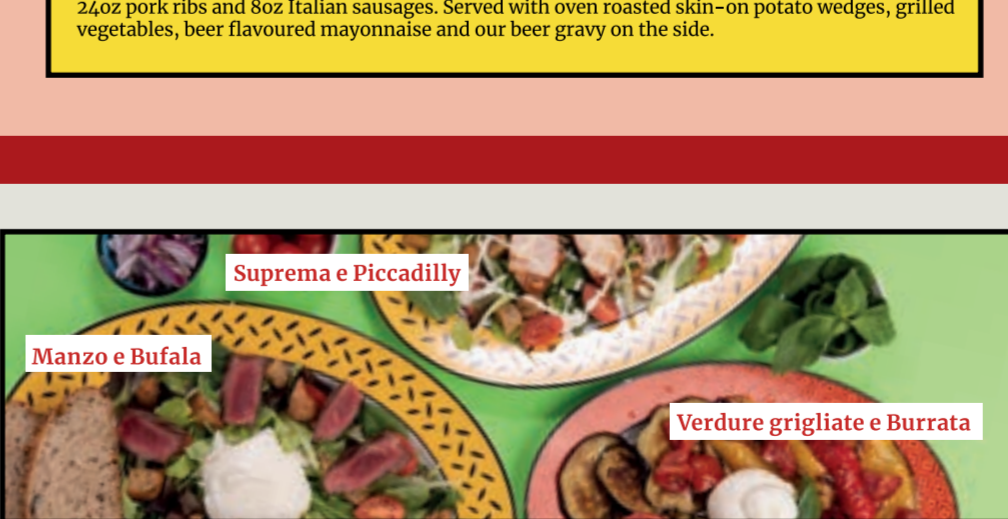 24oz pork ribs and 8oz Italian sausages. Served with oven roasted skin-on potato wedges, grilled
vegetables, beer flavoured mayonnaise and our beer gravy on the side.
Suprema e Piccadilly
Manzo e Bufala
Verdure grigliate e Burrata